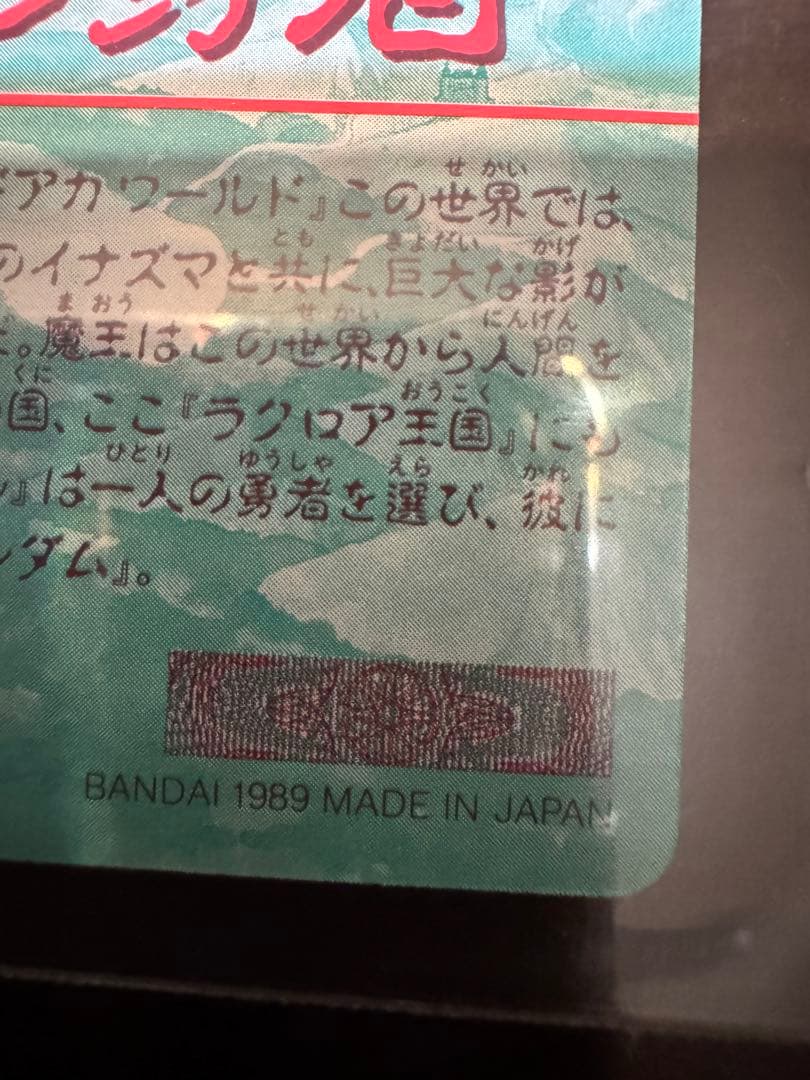 ドアカワールド』この世界では、
のイナズマと共に、巨大な影が
。魔王はこの世界から人間を
国、ここ『ラクロア王国』にも
』は一人の勇者を選び、彼に
ダム』。
BANDAI 1989 MADE IN JAPAN